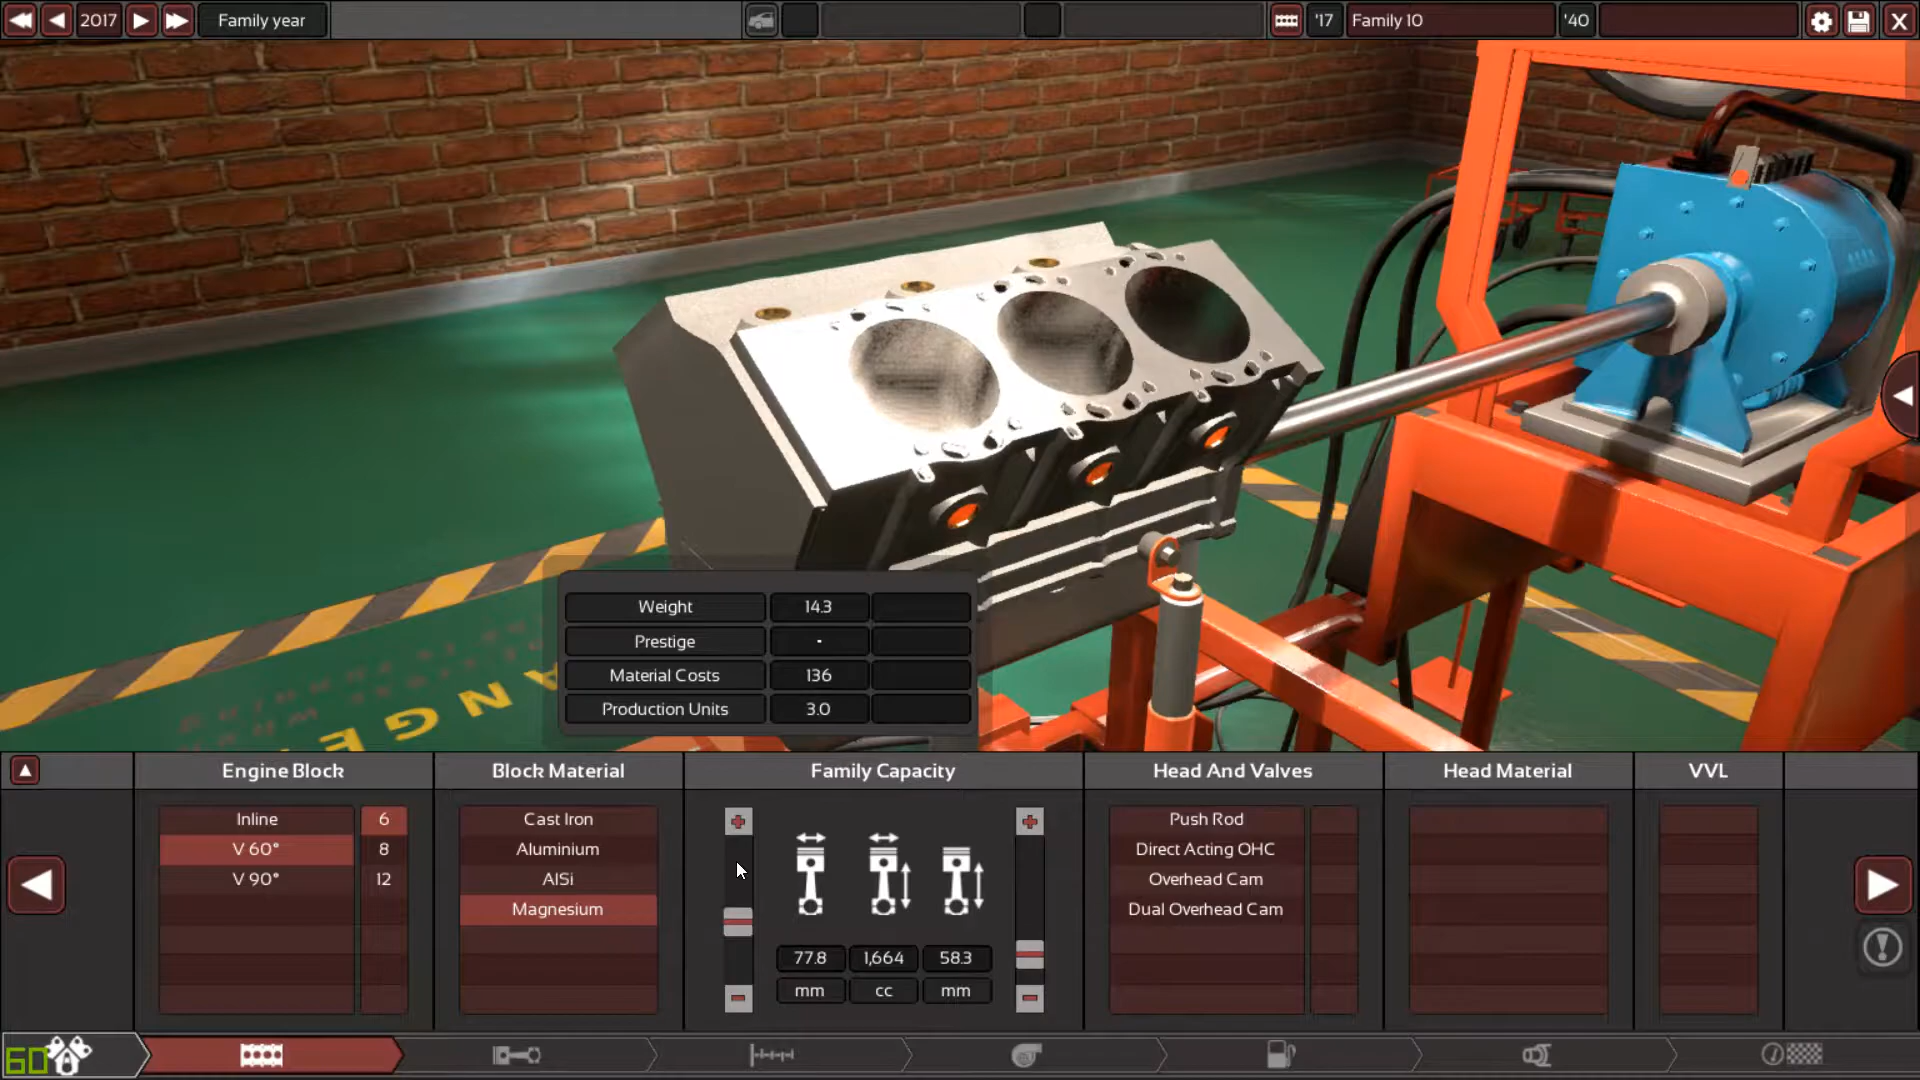 2017 Family year '17 Family 10 '40
Weight 14.3
Prestige -
Material Costs 136
Production Units 3.0
Engine Block Block Material Family Capacity Head And Valves Head Material VVL
Inline 6 Cast Iron Push Rod
V 60° 8 Aluminium Direct Acting OHC
V 90° 12 AlSi Overhead Cam
Magnesium Dual Overhead Cam
77.8 1,664 58.3
mm cc mm
60